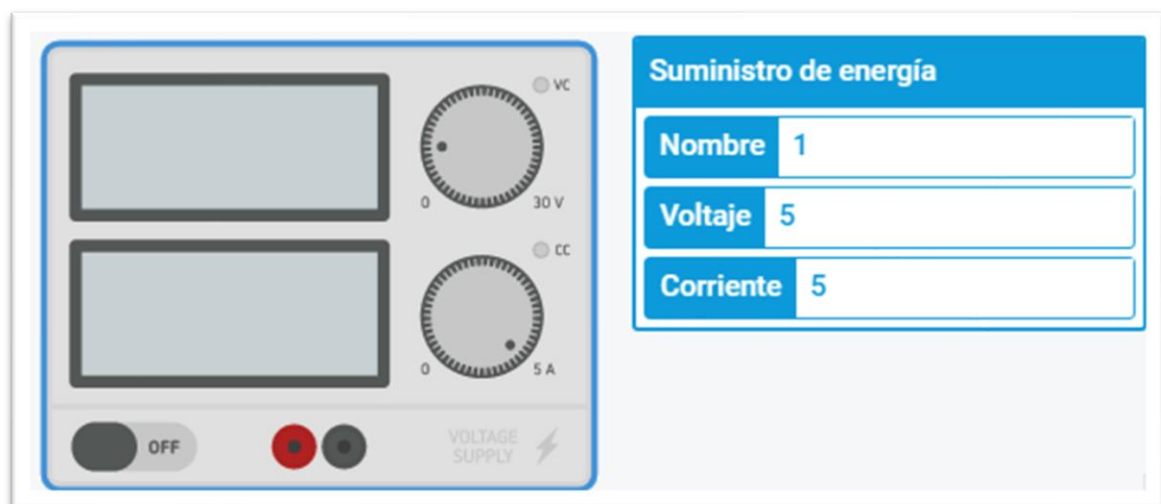 VC
0
30 V
CC
0
5 A
OFF
VOLTAGE
SUPPLY
Suministro de energía
Nombre 1
Voltaje 5
Corriente 5